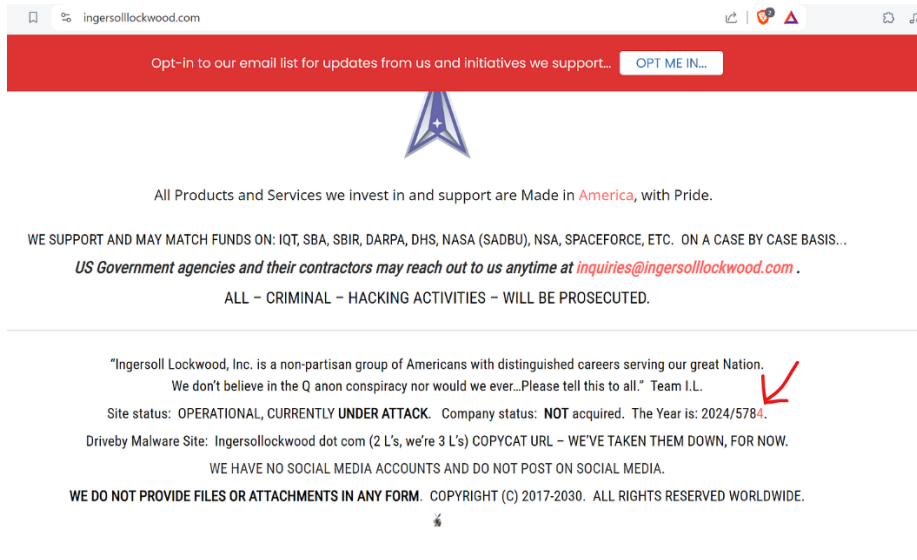 ingersolllockwood.com
2
Opt-in to our email list for updates from us and initiatives we support... OPT ME IN...
All Products and Services we invest in and support are Made in America, with Pride.
WE SUPPORT AND MAY MATCH FUNDS ON: IQT, SBA, SBIR, DARPA, DHS, NASA (SADBU), NSA, SPACEFORCE, ETC. ON A CASE BY CASE BASIS...
US Government agencies and their contractors may reach out to us anytime at inquiries@ingersolllockwood.com .
ALL – CRIMINAL – HACKING ACTIVITIES – WILL BE PROSECUTED.
“Ingersoll Lockwood, Inc. is a non-partisan group of Americans with distinguished careers serving our great Nation.
We don’t believe in the Q anon conspiracy nor would we ever...Please tell this to all.” Team I.L.
Site status: OPERATIONAL, CURRENTLY UNDER ATTACK. Company status: NOT acquired. The Year is: 2024/5784.
Driveby Malware Site: Ingersollockwood dot com (2 L’s, we’re 3 L’s) COPYCAT URL – WE’VE TAKEN THEM DOWN, FOR NOW.
WE HAVE NO SOCIAL MEDIA ACCOUNTS AND DO NOT POST ON SOCIAL MEDIA.
WE DO NOT PROVIDE FILES OR ATTACHMENTS IN ANY FORM. COPYRIGHT (C) 2017-2030. ALL RIGHTS RESERVED WORLDWIDE.